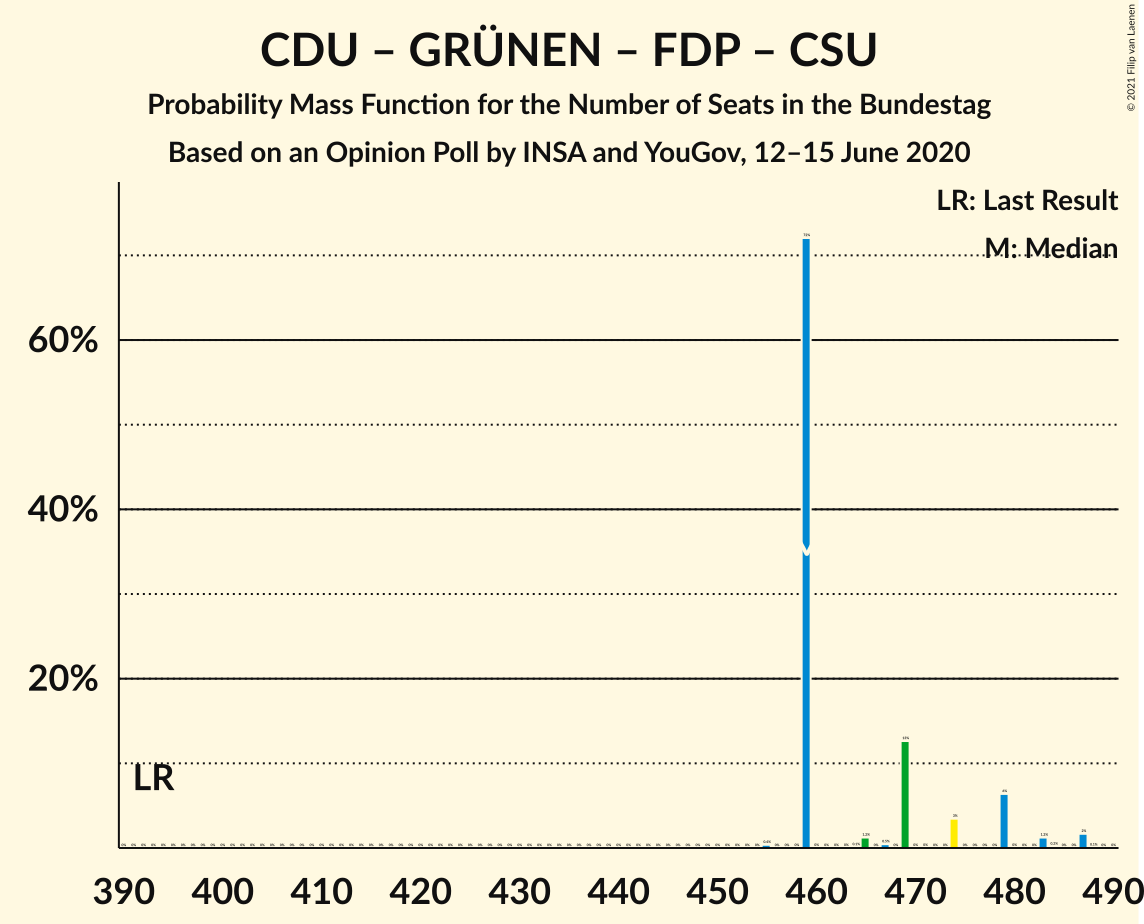 CDU – GRÜNEN – FDP – CSU
Probability Mass Function for the Number of Seats in the Bundestag
Based on an Opinion Poll by INSA and YouGov, 12–15 June 2020
© 2021 Filip van Laenen
LR: Last Result
M: Median
60%
40%
20%
LR
M
390 400 410 420 430 440 450 460 470 480 490